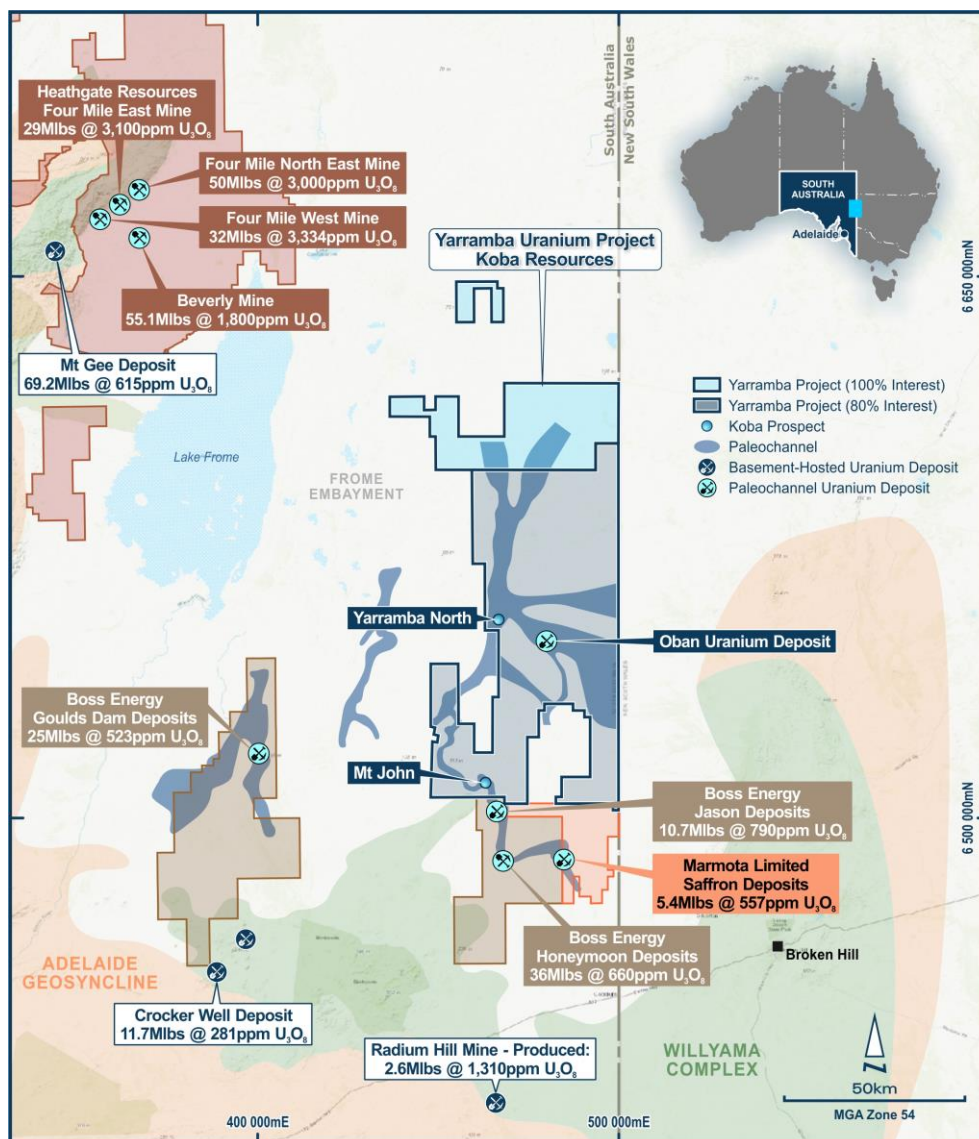 Heathgate Resources
Four Mile East Mine
29Mlbs @ 3,100ppm U₃O₈
Four Mile North East Mine
50Mlbs @ 3,000ppm U₃O₈
Four Mile West Mine
32Mlbs @ 3,334ppm U₃O₈
Beverly Mine
55.1Mlbs @ 1,800ppm U₃O₈
Mt Gee Deposit
69.2Mlbs @ 615ppm U₃O₈
South Australia
New South Wales
SOUTH
AUSTRALIA
Adelaide
Yarramba Uranium Project
Koba Resources
6 650 000mN
Yarramba Project (100% Interest)
Yarramba Project (80% Interest)
Koba Prospect
Paleochannel
Basement-Hosted Uranium Deposit
Paleochannel Uranium Deposit
Lake Frome
FROME
EMBAYMENT
Yarramba North
Oban Uranium Deposit
Boss Energy
Goulds Dam Deposits
25Mlbs @ 523ppm U₃O₈
Mt John
Boss Energy
Jason Deposits
10.7Mlbs @ 790ppm U₃O₈
6 500 000mN
Marmota Limited
Saffron Deposits
5.4Mlbs @ 557ppm U₃O₈
Boss Energy
Honeymoon Deposits
36Mlbs @ 660ppm U₃O₈
Broken Hill
ADELAIDE
GEOSYNCLINE
Crocker Well Deposit
11.7Mlbs @ 281ppm U₃O₈
Radium Hill Mine - Produced:
2.6Mlbs @ 1,310ppm U₃O₈
WILLYAMA
COMPLEX
N
50km
MGA Zone 54
400 000mE
500 000mE